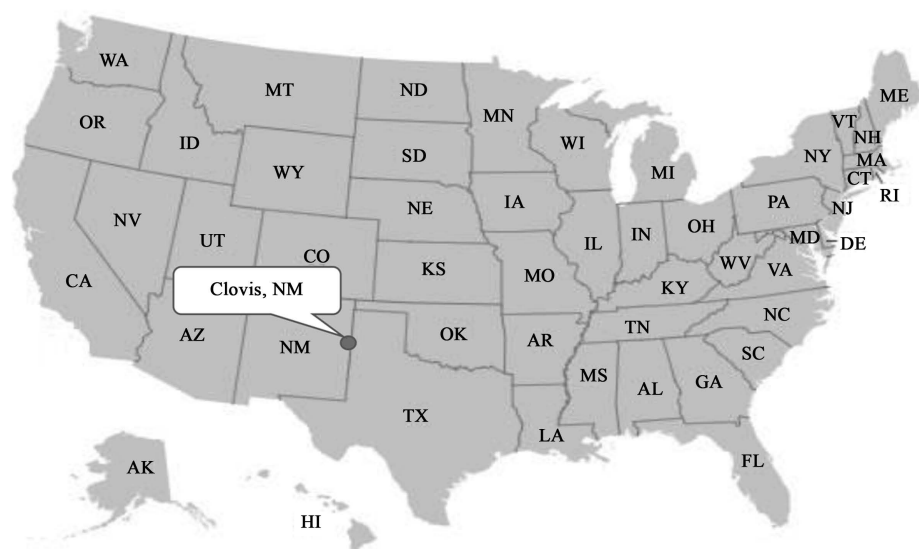 WA
MT
ND
MN
ME
OR
ID
SD
WI
VT
NH
WY
MI
NY
MA
CT
RI
NV
NE
IA
PA
NJ
UT
IL
IN
OH
MD
DE
CA
CO
KS
MO
WV
VA
Clovis, NM
KY
NC
AZ
NM
OK
AR
TN
SC
MS
AL
GA
TX
LA
FL
AK
HI